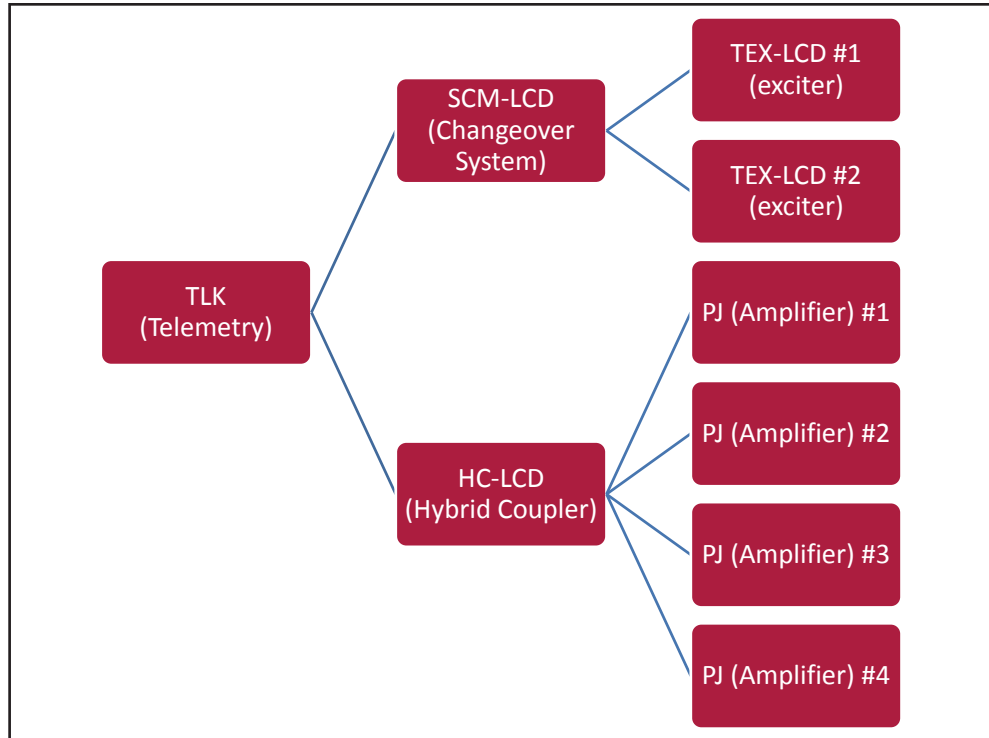 TLK
(Telemetry)
SCM-LCD
(Changeover
System)
TEX-LCD #1
(exciter)
TEX-LCD #2
(exciter)
HC-LCD
(Hybrid Coupler)
PJ (Amplifier) #1
PJ (Amplifier) #2
PJ (Amplifier) #3
PJ (Amplifier) #4